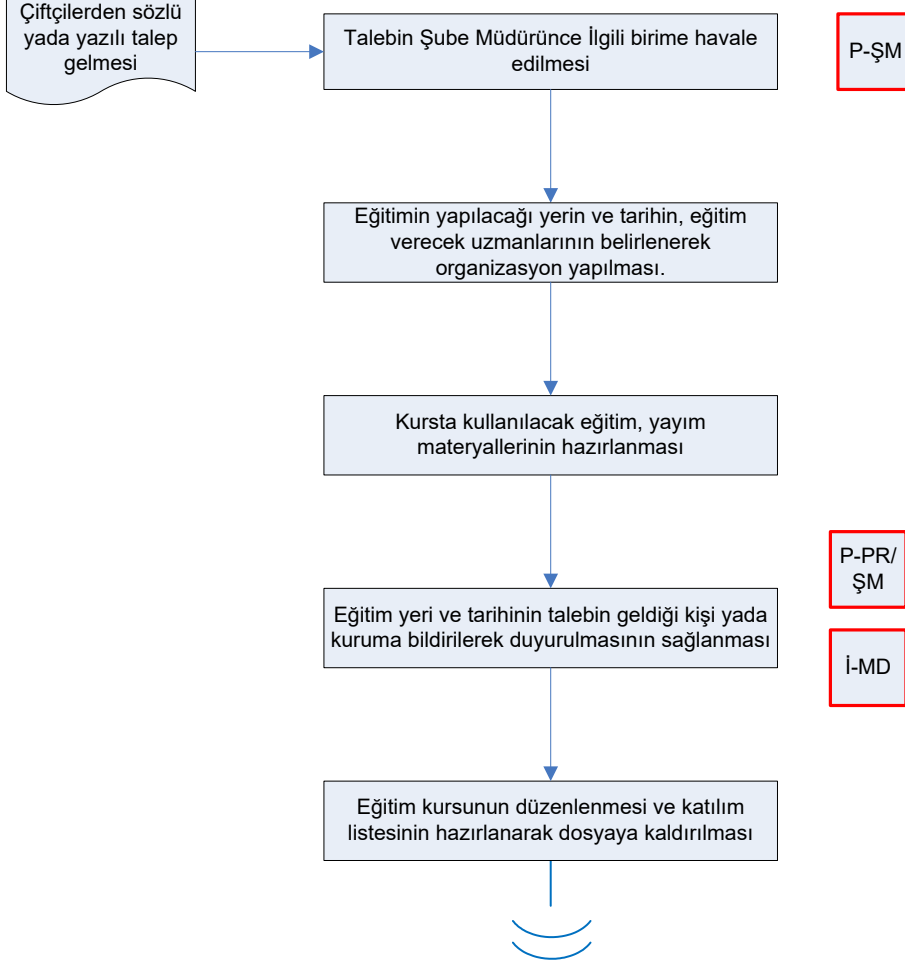 Çiftçilerden sözlü
yada yazılı talep
gelmesi
Talebin Şube Müdürünce İlgili birime havale
edilmesi
P-ŞM
Eğitimin yapılacağı yerin ve tarihin, eğitim
verecek uzmanlarının belirlenerek
organizasyon yapılması.
Kursta kullanılacak eğitim, yayım
materyallerinin hazırlanması
P-PR/
ŞM
Eğitim yeri ve tarihinin talebin geldiği kişi yada
kuruma bildirilerek duyurulmasının sağlanması
İ-MD
Eğitim kursunun düzenlenmesi ve katılım
listesinin hazırlanarak dosyaya kaldırılması